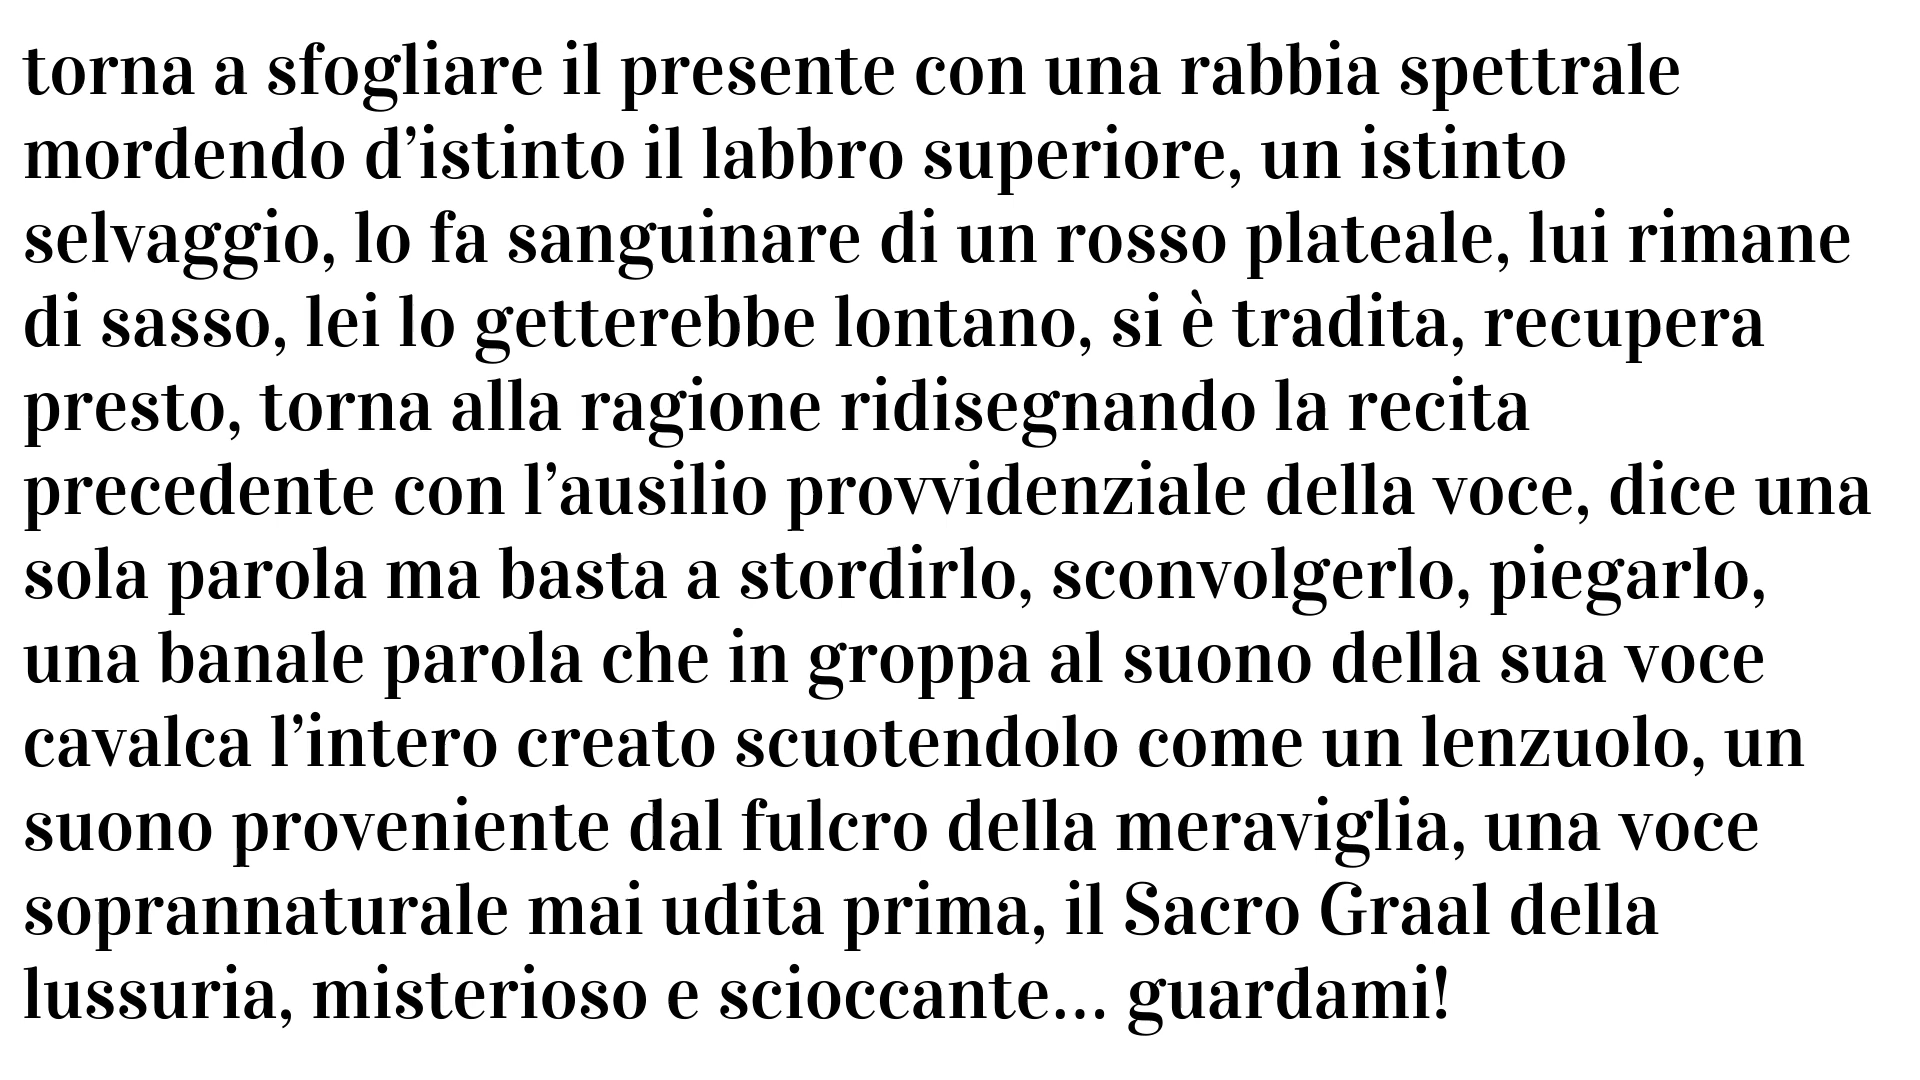 torna a sfogliare il presente con una rabbia spettrale
mordendo d’istinto il labbro superiore, un istinto
selvaggio, lo fa sanguinare di un rosso plateale, lui rimane
di sasso, lei lo getterebbe lontano, si è tradita, recupera
presto, torna alla ragione ridisegnando la recita
precedente con l’ausilio provvidenziale della voce, dice una
sola parola ma basta a stordirlo, sconvolgerlo, piegarlo,
una banale parola che in groppa al suono della sua voce
cavalca l’intero creato scuotendolo come un lenzuolo, un
suono proveniente dal fulcro della meraviglia, una voce
soprannaturale mai udita prima, il Sacro Graal della
lussuria, misterioso e scioccante… guardami!